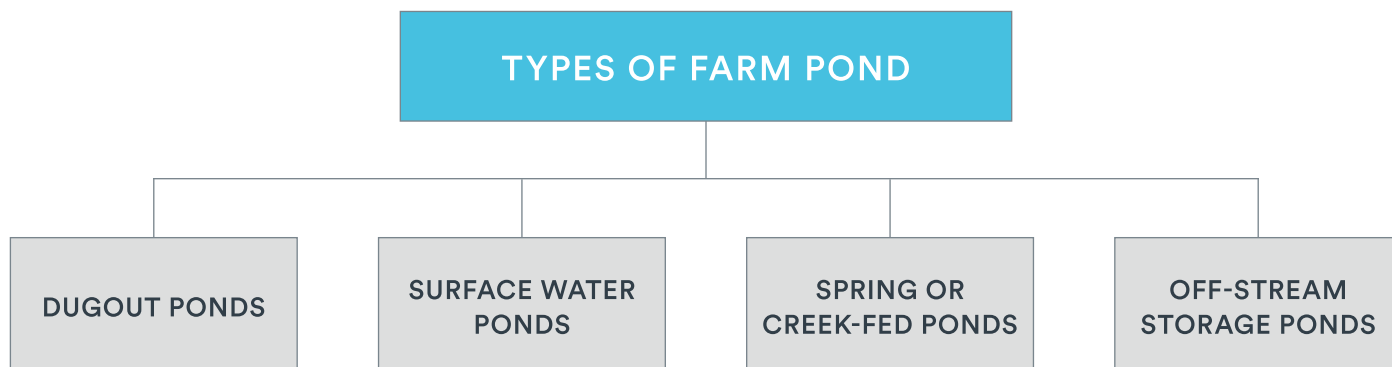 TYPES OF FARM POND
DUGOUT PONDS
SURFACE WATER
PONDS
SPRING OR
CREEK-FED PONDS
OFF-STREAM
STORAGE PONDS